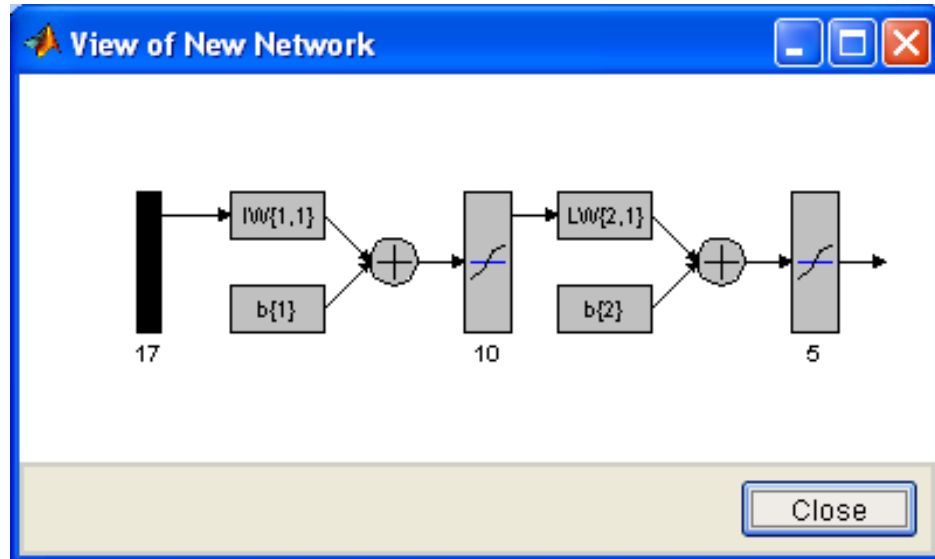 View of New Network
IW{1,1}
LW{2,1}
b{1}
b{2}
17
10
5
Close